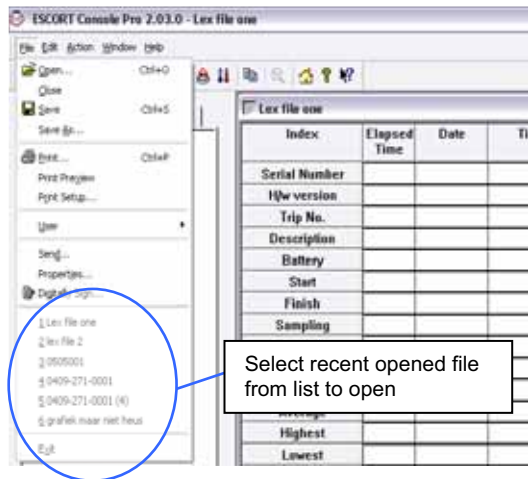 ESCORT Console Pro 2.03.0 - Lex file one
File Edit Action Window Help
Open... Ctrl+O
Close
Save Ctrl+S
Save As...
Print... Ctrl+P
Print Preview
Print Setup...
User
Send...
Properties...
Digitally Sign...
1 Lex file one
2 lex file 2
3 0505001
4 0409-271-0001
5 0409-271-0001 (4)
6 grafiek maar niet heus
Exit
Lex file one
Index Elapsed Time Date
Serial Number
H/w version
Trip No.
Description
Battery
Start
Finish
Sampling
Select recent opened file
from list to open
Average
Highest
Lowest